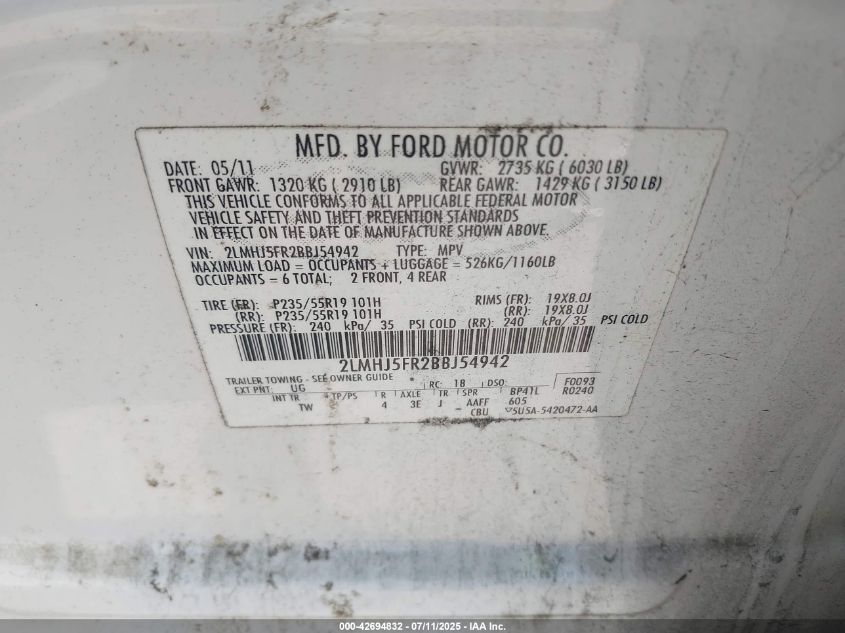 MFD. BY FORD MOTOR CO.
DATE: 05/11 GVWR: 2735 KG ( 6030 LB)
FRONT GAWR: 1320 KG ( 2910 LB) REAR GAWR: 1429 KG ( 3150 LB)
THIS VEHICLE CONFORMS TO ALL APPLICABLE FEDERAL MOTOR
VEHICLE SAFETY AND THEFT PREVENTION STANDARDS
IN EFFECT ON THE DATE OF MANUFACTURE SHOWN ABOVE.
VIN: 2LMHJ5FR2BBJ54942 TYPE: MPV
MAXIMUM LOAD = OCCUPANTS + LUGGAGE = 526KG/1160LB
OCCUPANTS = 6 TOTAL; 2 FRONT, 4 REAR
TIRE (FR): P235/55R19 101H RIMS (FR): 19X8.0J
(RR): P235/55R19 101H (RR): 19X8.0J
PRESSURE (FR): 240 kPa/ 35 PSI COLD (RR): 240 kPa/ 35 PSI COLD
2LMHJ5FR2BBJ54942
TRAILER TOWING - SEE OWNER GUIDE RC: 18 DSO: F0093
EXT PNT: UG BP41L R0240
INT TR TP/PS R AXLE TR SPR 605
TW 4 3E J AAFF
CBU 5U5A-5420472-AA
000-42694832 - 07/11/2025 - IAA Inc.